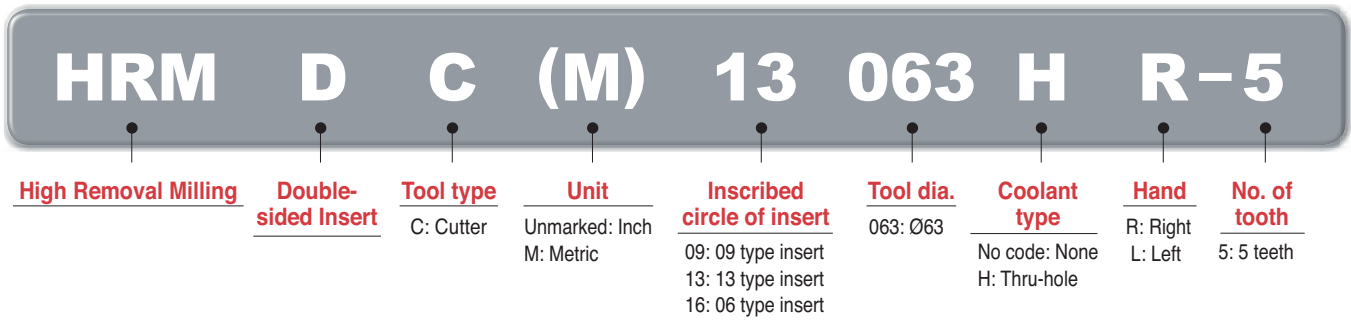 HRM D C (M) 13 063 H R-5
High Removal Milling
Double-
sided Insert
Tool type
C: Cutter
Unit
Unmarked: Inch
M: Metric
Inscribed
circle of insert
09: 09 type insert
13: 13 type insert
16: 06 type insert
Tool dia.
063: Ø63
Coolant
type
No code: None
H: Thru-hole
Hand
R: Right
L: Left
No. of
tooth
5: 5 teeth